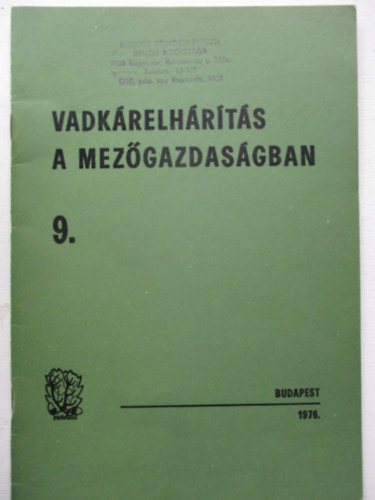 VADKÁRELHÁRÍTÁS
A MEZŐGAZDASÁGBAN
9.
BUDAPEST
1976.